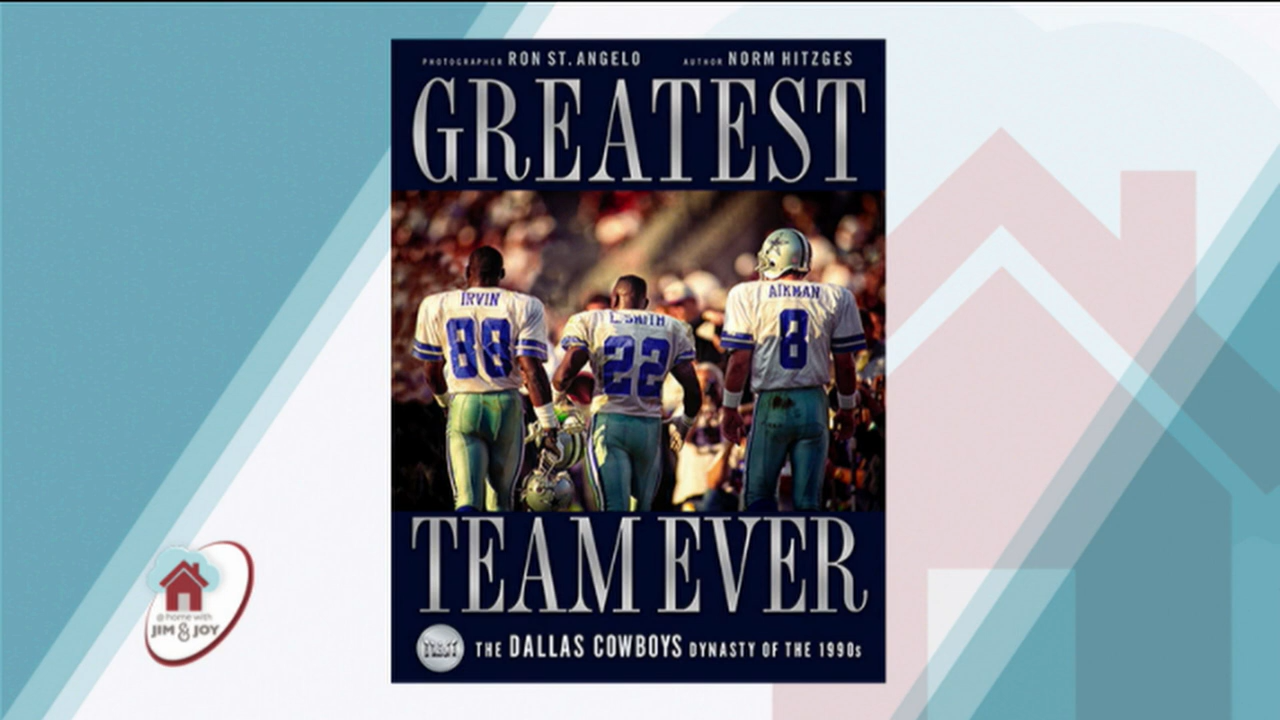 PHOTOGRAPHER RON ST. ANGELO AUTHOR NORM HITZGES
GREATEST
IRVIN
88
E. SMITH
22
AIKMAN
8
TEAM EVER
THE DALLAS COWBOYS DYNASTY OF THE 1990s
@ home with
JIM & JOY